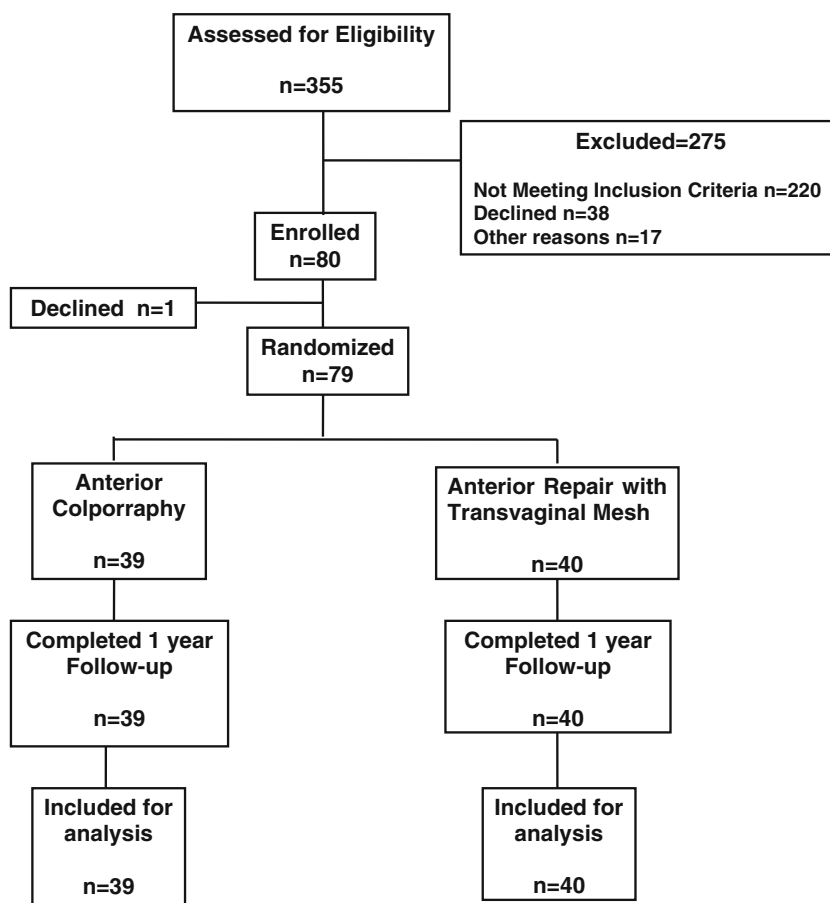 Assessed for Eligibility
n=355
Excluded=275
Not Meeting Inclusion Criteria n=220
Declined n=38
Other reasons n=17
Enrolled
n=80
Declined n=1
Randomized
n=79
Anterior
Colporraphy
n=39
Anterior Repair with
Transvaginal Mesh
n=40
Completed 1 year
Follow-up
n=39
Completed 1 year
Follow-up
n=40
Included for
analysis
n=39
Included for
analysis
n=40